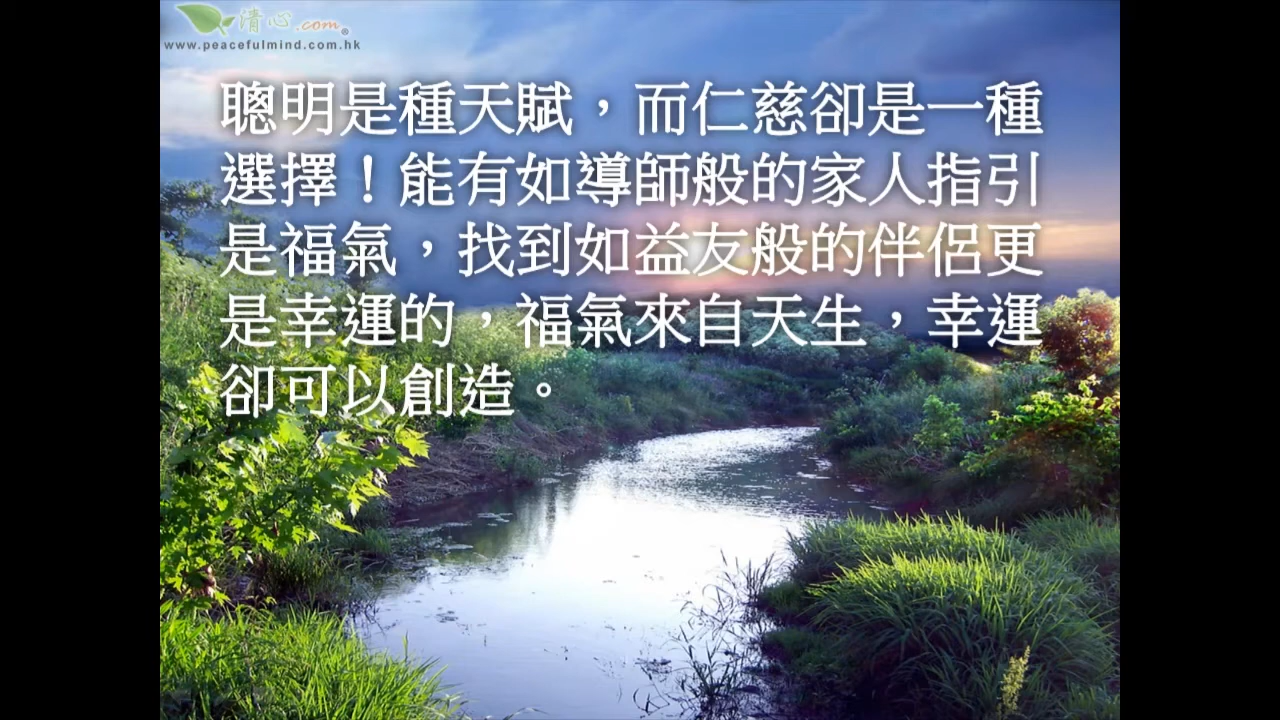 清心.com®
www.peacefulmind.com.hk
聰明是種天賦，而仁慈卻是一種
選擇！能有如導師般的家人指引
是福氣，找到如益友般的伴侶更
是幸運的，福氣來自天生，幸運
卻可以創造。